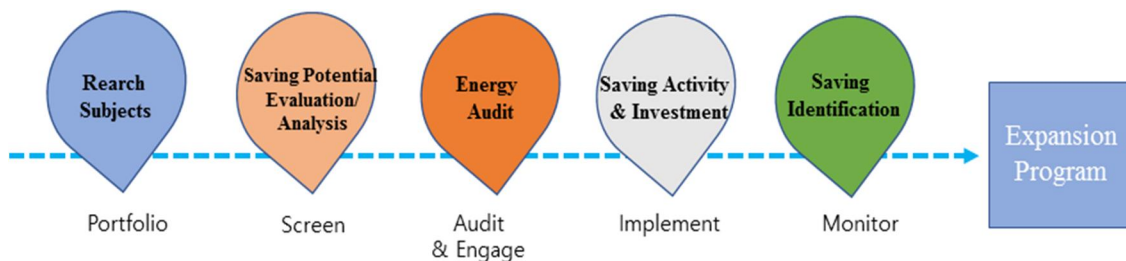 Rearch
Subjects
Saving Potential
Evaluation/
Analysis
Energy
Audit
Saving Activity
& Investment
Saving
Identification
Expansion
Program
Portfolio
Screen
Audit
& Engage
Implement
Monitor